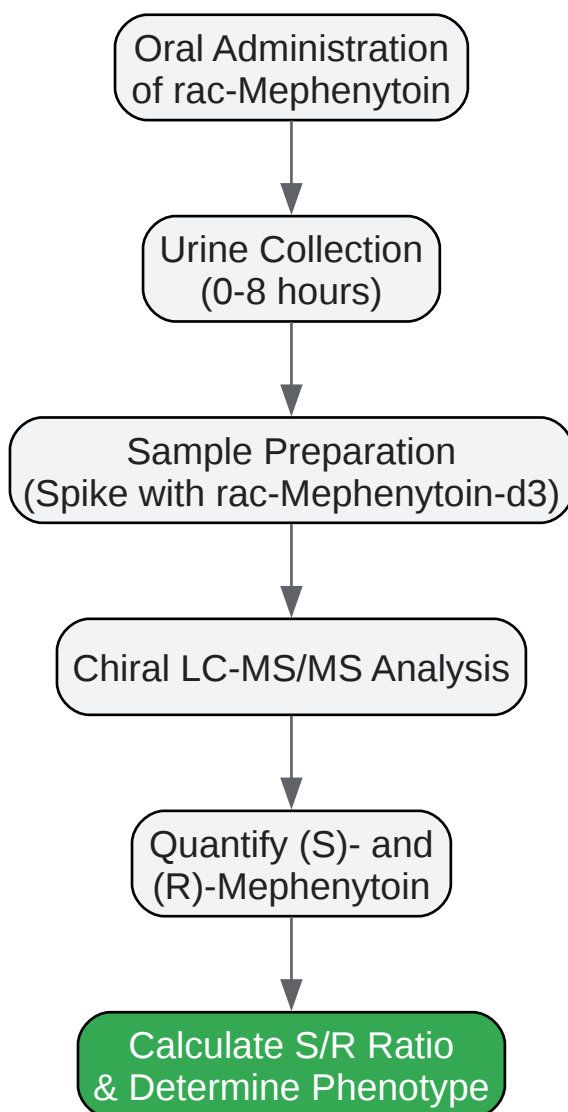 Oral Administration
of rac-Mephenytoin
Urine Collection
(0-8 hours)
Sample Preparation
(Spike with rac-Mephenytoin-d3)
Chiral LC-MS/MS Analysis
Quantify (S)- and
(R)-Mephenytoin
Calculate S/R Ratio
& Determine Phenotype